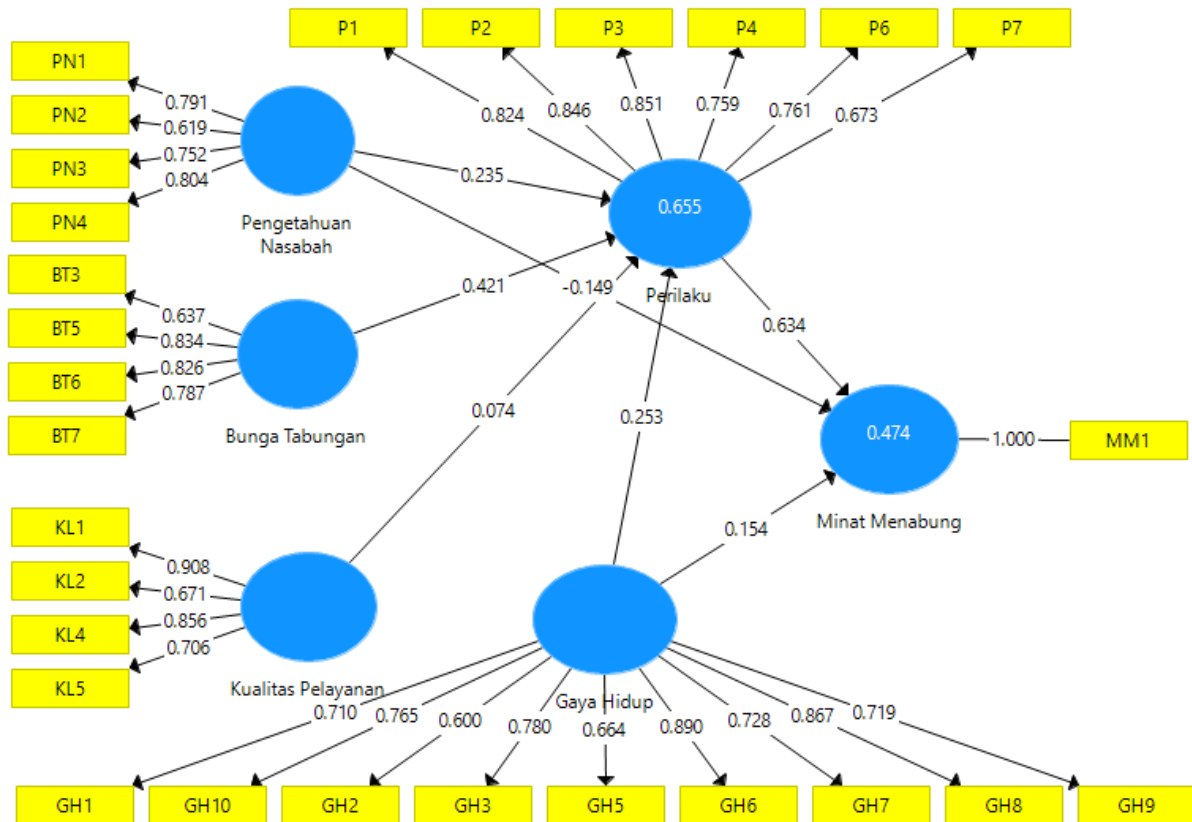 P1
P2
P3
P4
P6
P7
0.824
0.846
0.851
0.759
0.761
0.673
PN1
PN2
PN3
PN4
0.791
0.619
0.752
0.804
Pengetahuan
Nasabah
0.235
-0.149
0.655
Perilaku
BT3
BT5
BT6
BT7
0.637
0.834
0.826
0.787
Bunga Tabungan
0.421
0.074
0.253
0.634
0.474
Minat Menabung
1.000
MM1
0.154
KL1
KL2
KL4
KL5
0.908
0.671
0.856
0.706
Kualitas Pelayanan
Gaya Hidup
0.710
0.765
0.600
0.780
0.664
0.890
0.728
0.867
0.719
GH1
GH10
GH2
GH3
GH5
GH6
GH7
GH8
GH9